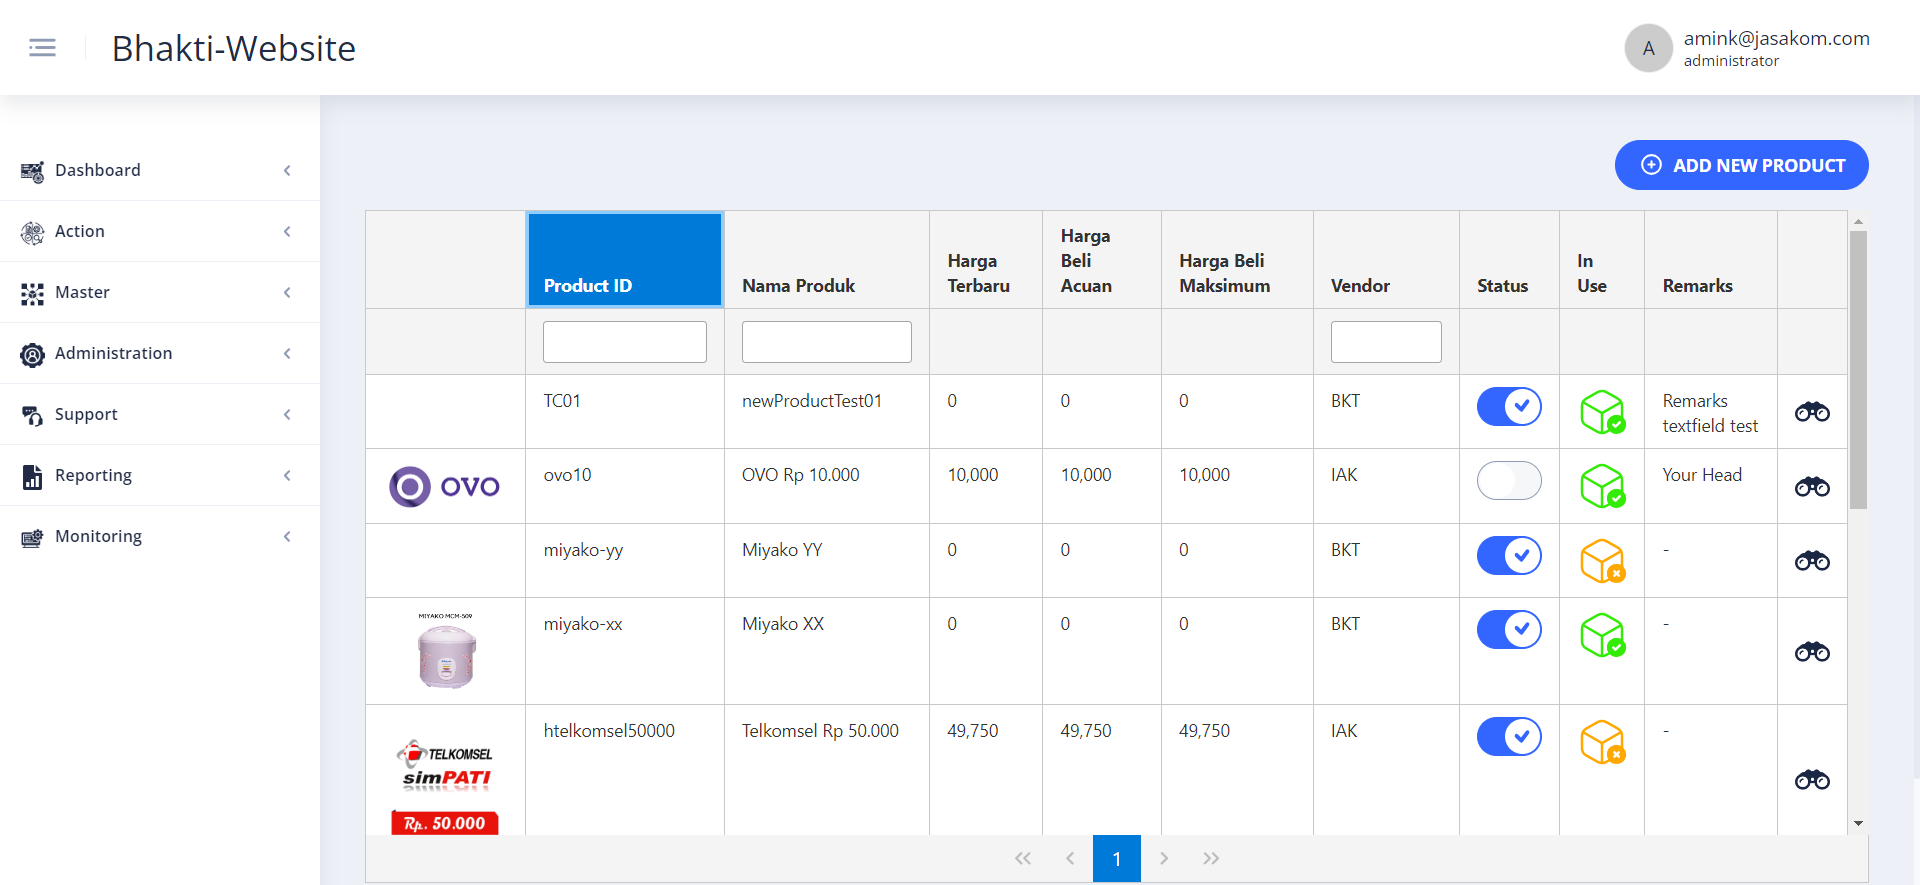 Bhakti-Website
A
amink@jasakom.com
administrator
Dashboard
Action
Master
Administration
Support
Reporting
Monitoring
ADD NEW PRODUCT
Product ID
Nama Produk
Harga
Terbaru
Harga
Beli
Acuan
Harga Beli
Maksimum
Vendor
Status
In
Use
Remarks
TC01
newProductTest01
0
0
0
BKT
Remarks
textfield test
OVO
ovo10
OVO Rp 10.000
10,000
10,000
10,000
IAK
Your Head
miyako-yy
Miyako YY
0
0
0
BKT
-
MIYAKO MCM-509
miyako-xx
Miyako XX
0
0
0
BKT
-
TELKOMSEL
simPATI
Rp. 50.000
htelkomsel50000
Telkomsel Rp 50.000
49,750
49,750
49,750
IAK
-
1